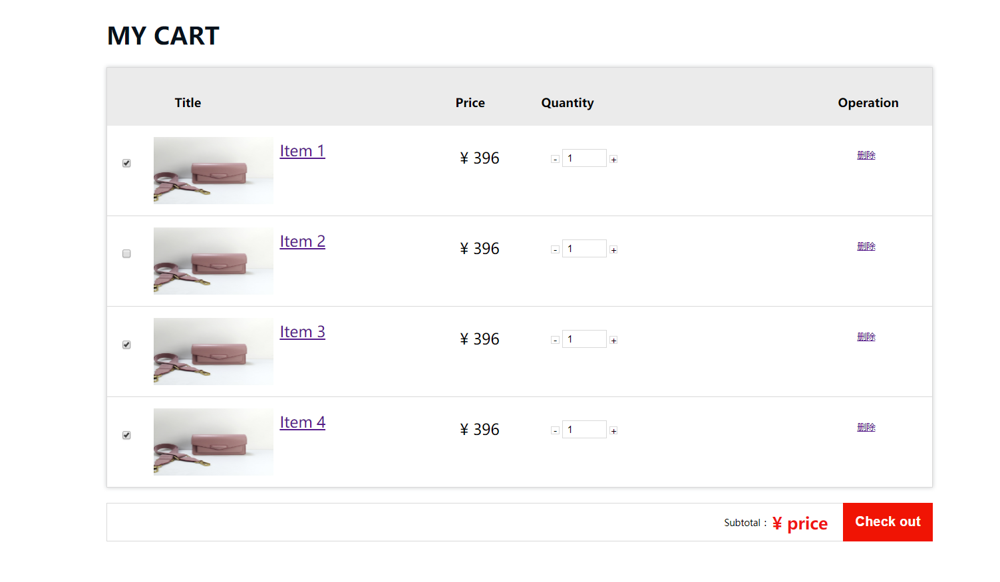 MY CART
Title Price Quantity Operation
Item 1 ¥ 396 - 1 + 删除
Item 2 ¥ 396 - 1 + 删除
Item 3 ¥ 396 - 1 + 删除
Item 4 ¥ 396 - 1 + 删除
Subtotal： ¥ price Check out